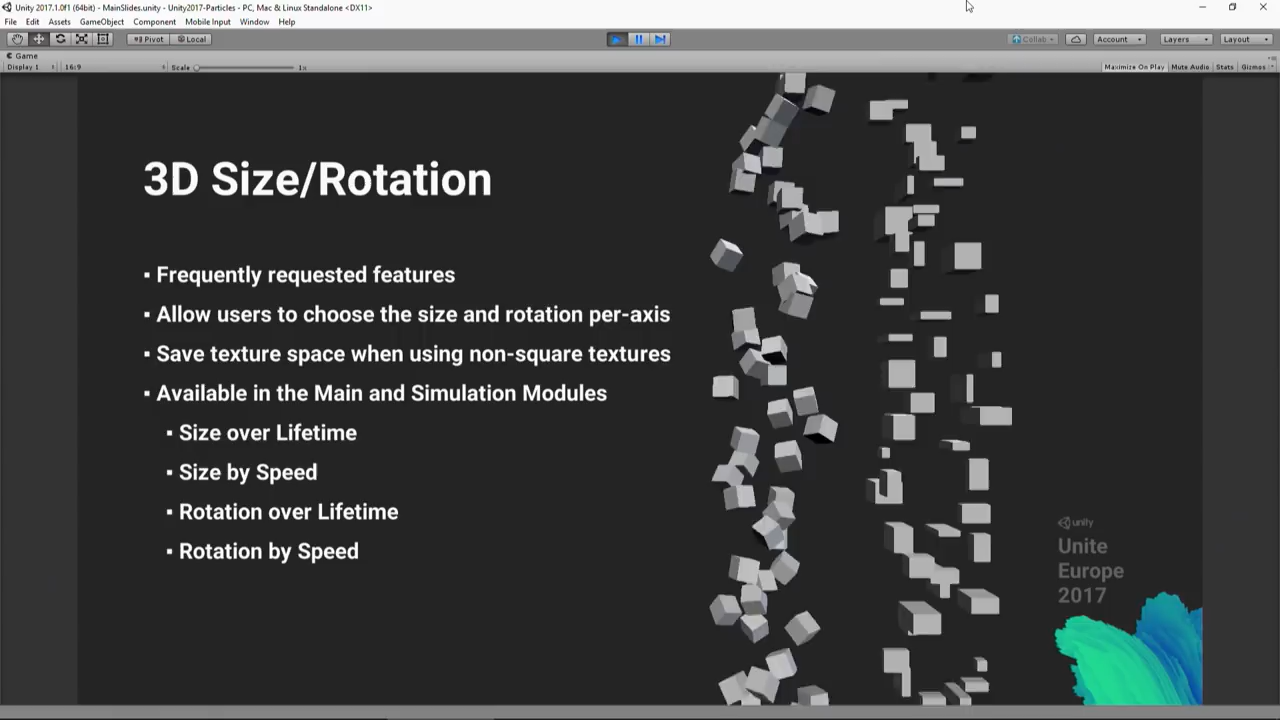 Unity 2017.1.0f1 (64bit) - MainSlides.unity - Unity2017-Particles - PC, Mac & Linux Standalone <DX11>
File Edit Assets GameObject Component Mobile Input Window Help
Pivot Local Collab Account Layers Layout
Game
Display 1 16:9 Scale 1x Maximize On Play Mute Audio Stats Gizmos
3D Size/Rotation
▪ Frequently requested features
▪ Allow users to choose the size and rotation per-axis
▪ Save texture space when using non-square textures
▪ Available in the Main and Simulation Modules
▪ Size over Lifetime
▪ Size by Speed
▪ Rotation over Lifetime
▪ Rotation by Speed
unity
Unite
Europe
2017